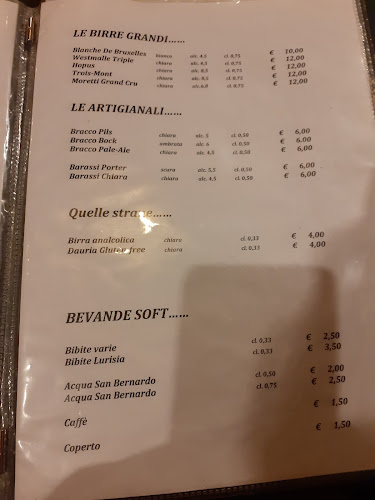 LE BIRRE GRANDI......
Blanche De Bruxelles bianca alc. 4,5 cl. 0,75 € 10,00
Westmalle Triple chiara alc. 9,5 cl. 0,75 € 12,00
Hopus chiara alc. 8,5 cl. 0,75 € 12,00
Trois-Mont chiara alc. 8,5 cl. 0,75 € 12,00
Moretti Grand Cru chiara alc. 6,8 cl. 0,75 € 12,00
LE ARTIGIANALI......
Bracco Pils chiara alc. 5 cl. 0,50 € 6,00
Bracco Bock ambrata alc. 6 cl. 0,50 € 6,00
Bracco Pale-Ale chiara alc. 4,5 cl. 0,50 € 6,00
Barassi Porter scura alc. 5,5 cl. 0,50 € 6,00
Barassi Chiara chiara alc. 4,5 cl. 0,50 € 6,00
Quelle strane......
Birra analcolica chiara cl. 0,33 € 4,00
Dauria Gluten free chiara cl. 0,33 € 4,00
BEVANDE SOFT......
Bibite varie cl. 0,33 € 2,50
Bibite Lurisia cl. 0,33 € 3,50
Acqua San Bernardo cl. 0,50 € 2,00
Acqua San Bernardo cl. 0,75 € 2,50
Caffè € 1,50
Coperto € 1,50